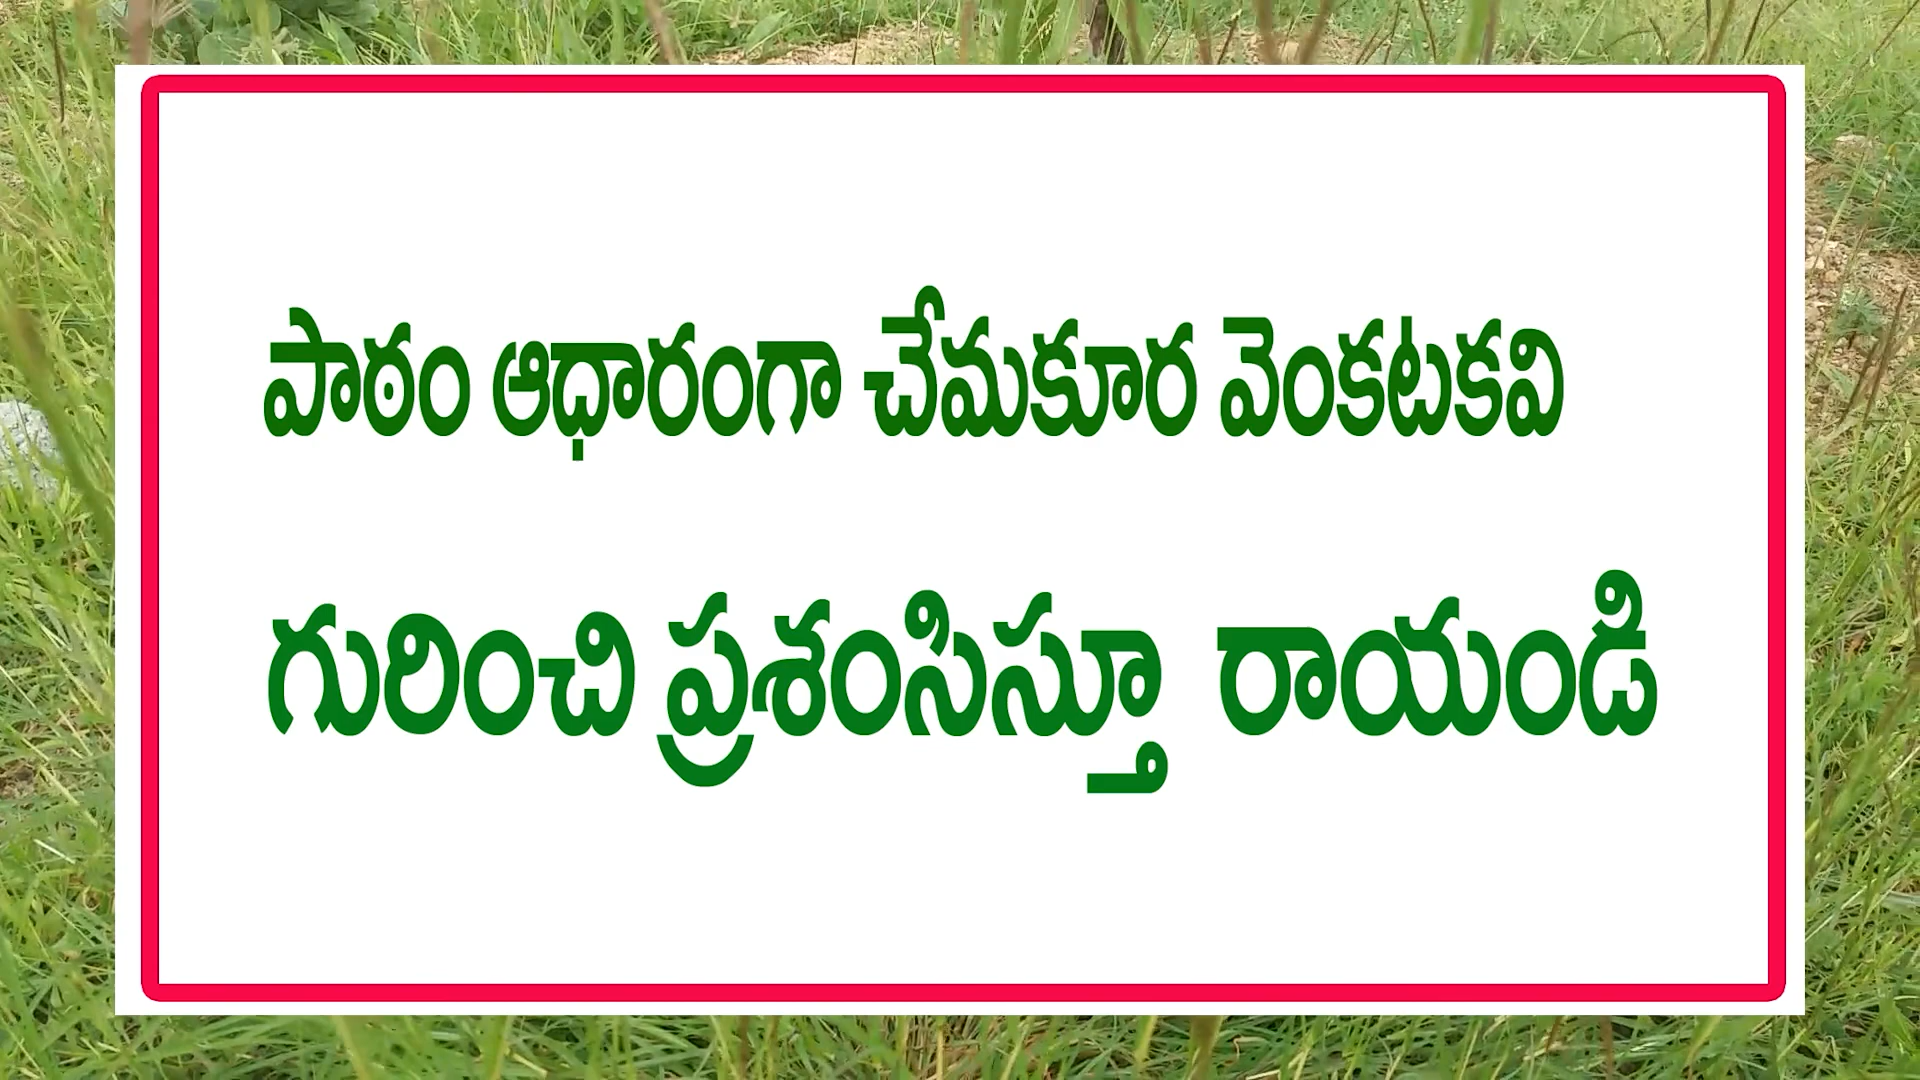 పాఠం ఆధారంగా చేమకూర వెంకటకవి
గురించి ప్రశంసిస్తూ రాయండి